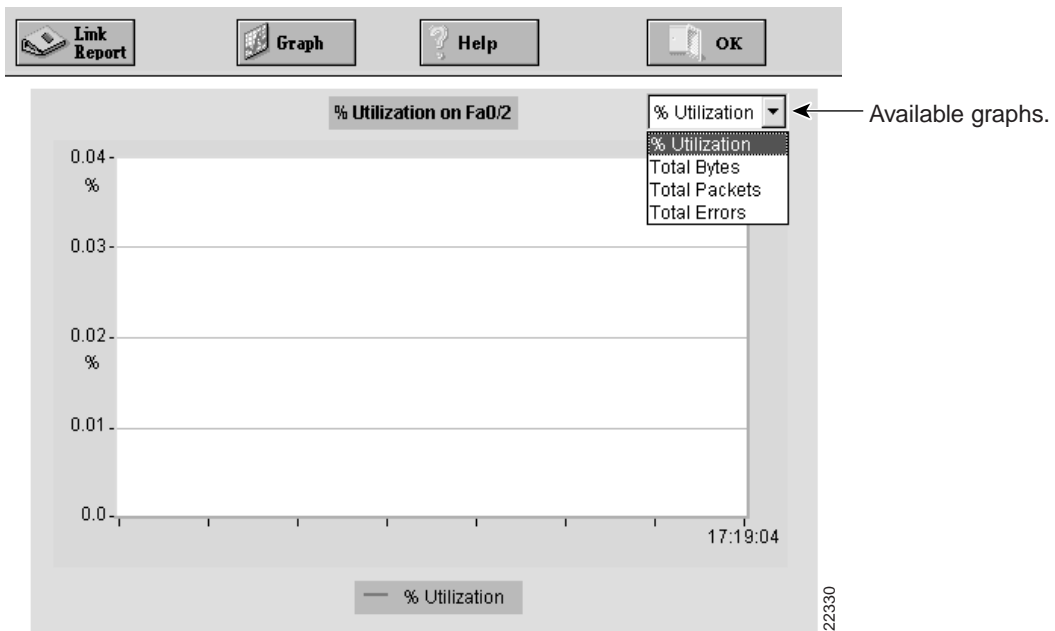 Link
Report
Graph
Help
OK
% Utilization on Fa0/2
% Utilization
Available graphs.
% Utilization
Total Bytes
Total Packets
Total Errors
0.04
%
0.03
0.02
%
0.01
0.0
17:19:04
% Utilization
22330